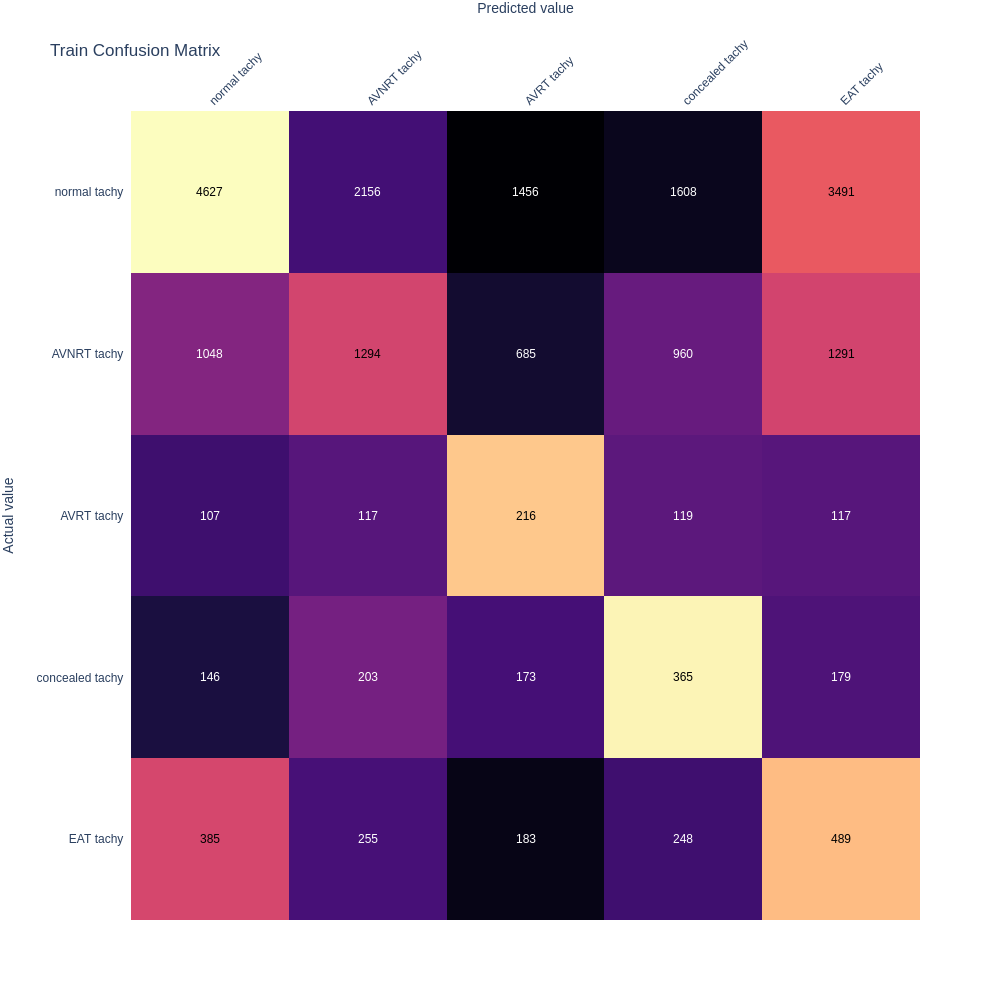 Predicted value
Train Confusion Matrix
normal tachy AVNRT tachy AVRT tachy concealed tachy EAT tachy
normal tachy 4627 2156 1456 1608 3491
AVNRT tachy 1048 1294 685 960 1291
Actual value
AVRT tachy 107 117 216 119 117
concealed tachy 146 203 173 365 179
EAT tachy 385 255 183 248 489